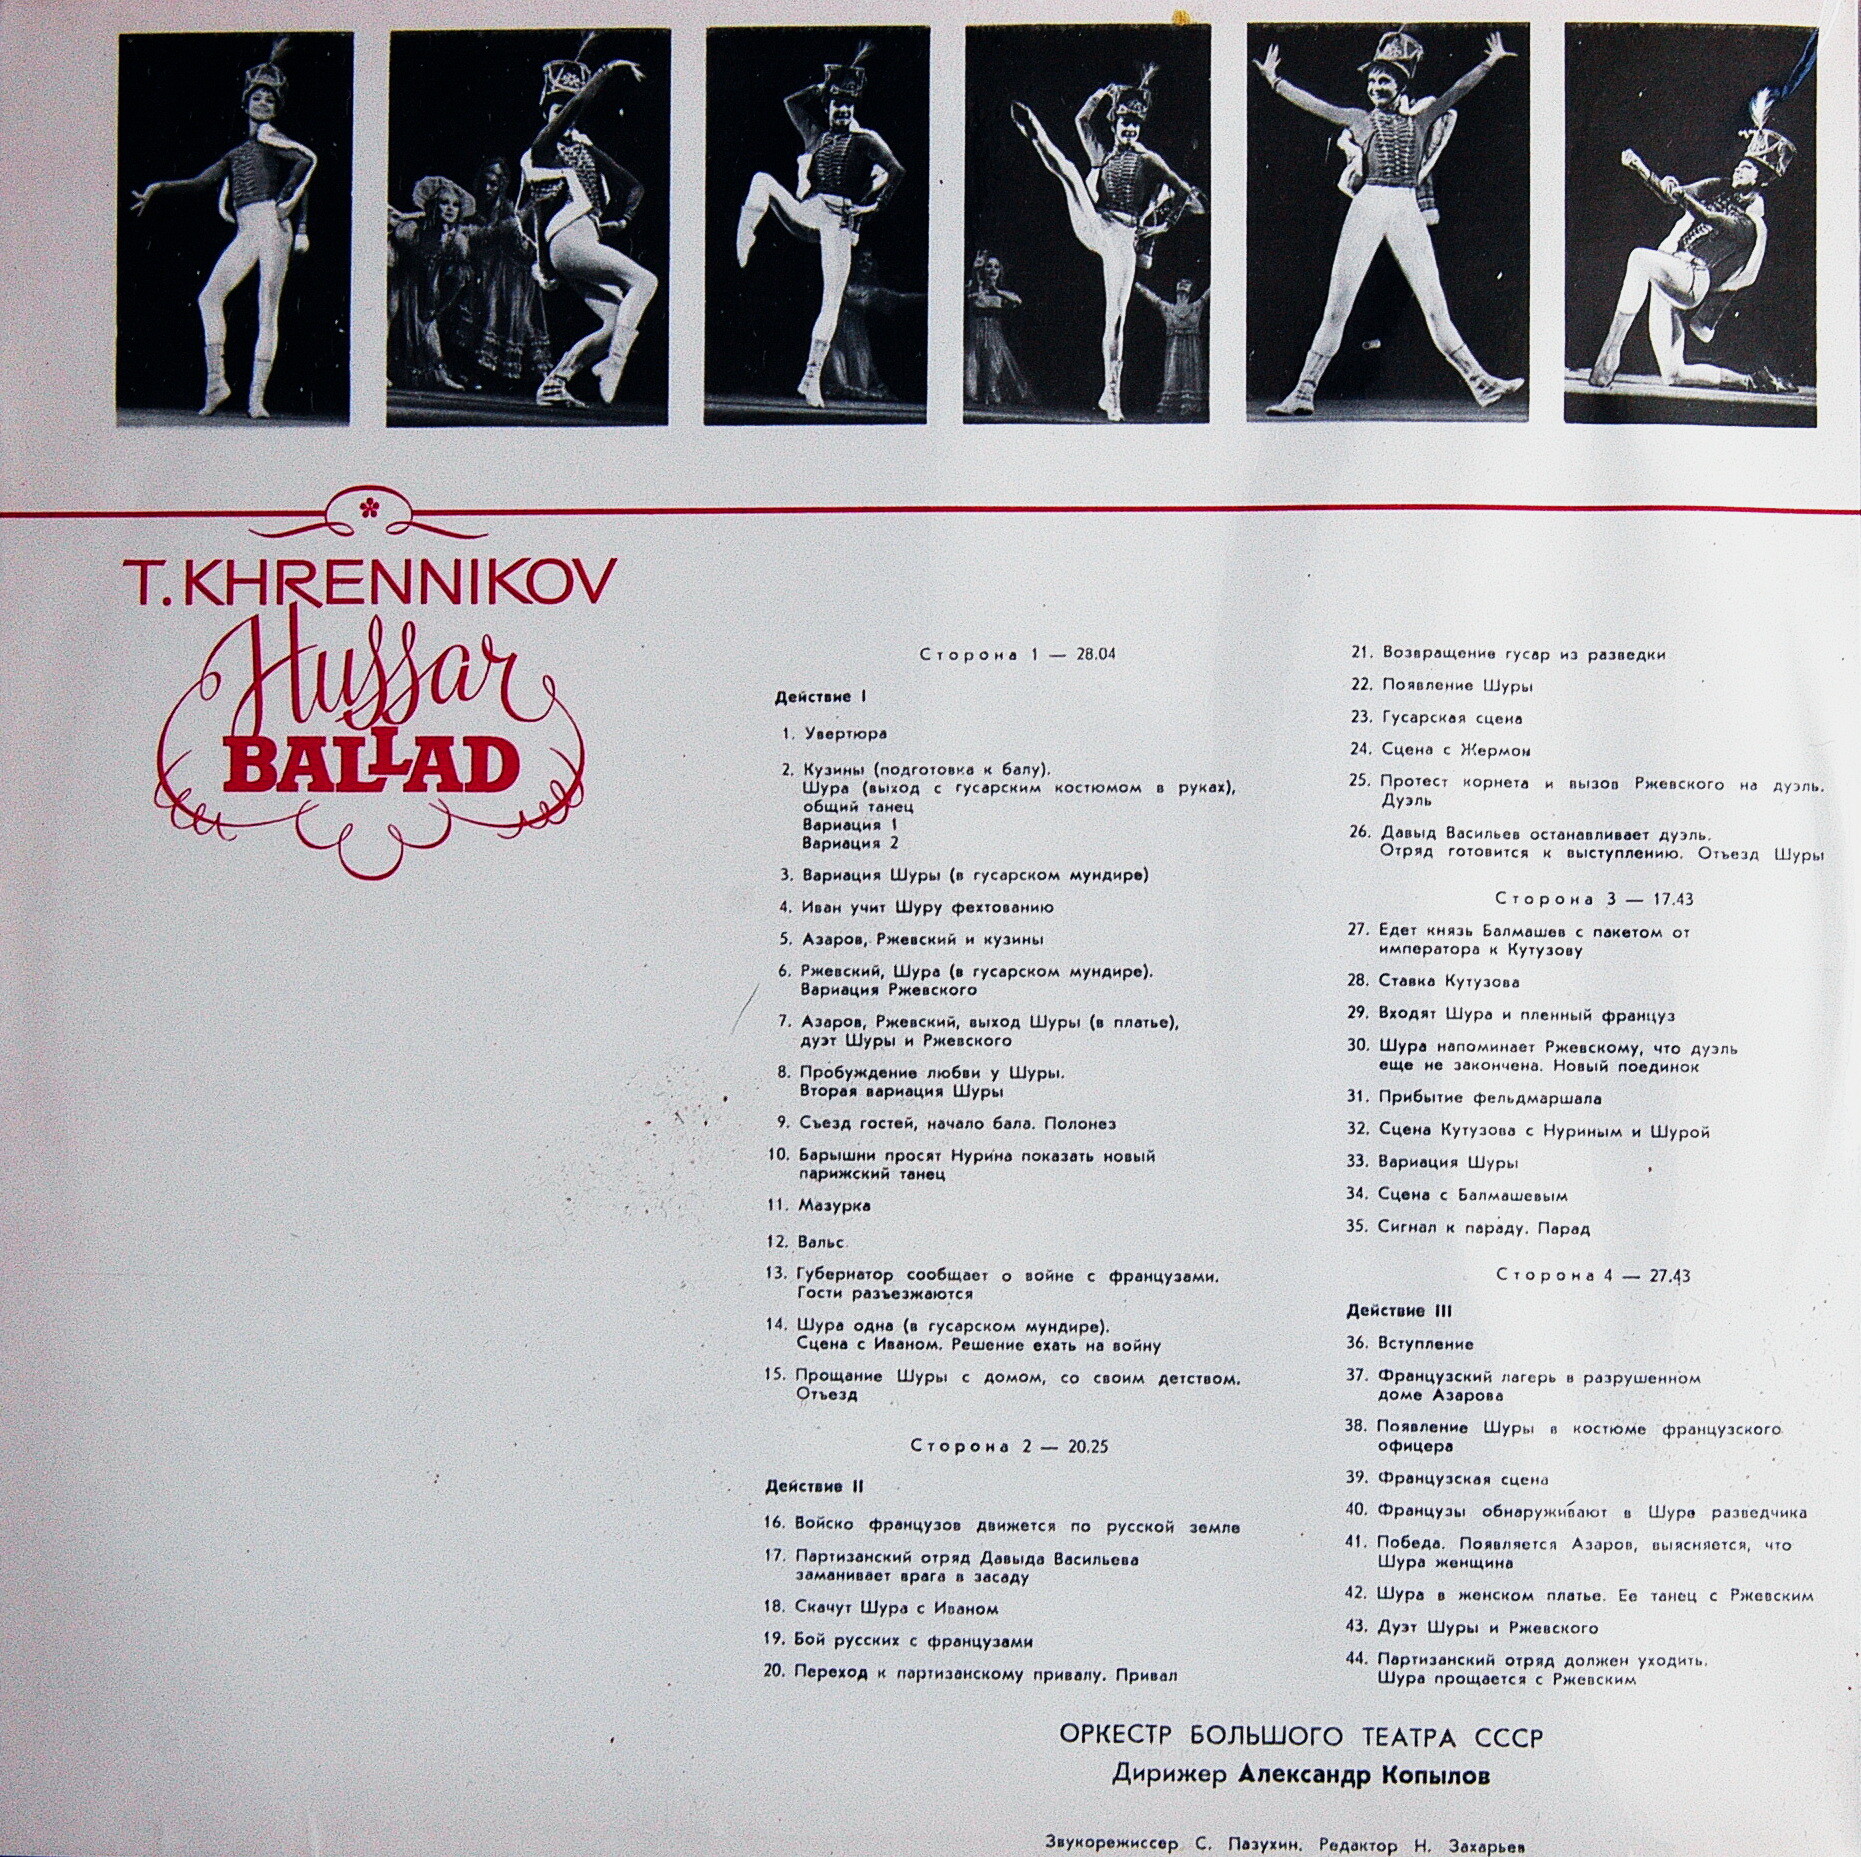 T. KHRENNIKOV
Hussar
BALLAD
Сторона 1 — 28.04
Действие I
1. Увертюра
2. Кузины (подготовка к балу).
Шура (выход с гусарским костюмом в руках),
общий танец
Вариация 1
Вариация 2
3. Вариация Шуры (в гусарском мундире)
4. Иван учит Шуру фехтованию
5. Азаров, Ржевский и кузины
6. Ржевский, Шура (в гусарском мундире).
Вариация Ржевского
7. Азаров, Ржевский, выход Шуры (в платье),
дуэт Шуры и Ржевского
8. Пробуждение любви у Шуры.
Вторая вариация Шуры
9. Съезд гостей, начало бала. Полонез
10. Барышни просят Нурина показать новый
парижский танец
11. Мазурка
12. Вальс
13. Губернатор сообщает о войне с французами.
Гости разъезжаются
14. Шура одна (в гусарском мундире).
Сцена с Иваном. Решение ехать на войну
15. Прощание Шуры с домом, со своим детством.
Отъезд
Сторона 2 — 20.25
Действие II
16. Войско французов движется по русской земле
17. Партизанский отряд Давыда Васильева
заманивает врага в засаду
18. Скачут Шура с Иваном
19. Бой русских с французами
20. Переход к партизанскому привалу. Привал
21. Возвращение гусар из разведки
22. Появление Шуры
23. Гусарская сцена
24. Сцена с Жермон
25. Протест корнета и вызов Ржевского на дуэль.
Дуэль
26. Давыд Васильев останавливает дуэль.
Отряд готовится к выступлению. Отъезд Шуры
Сторона 3 — 17.43
27. Едет князь Балмашев с пакетом от
императора к Кутузову
28. Ставка Кутузова
29. Входят Шура и пленный француз
30. Шура напоминает Ржевскому, что дуэль
еще не закончена. Новый поединок
31. Прибытие фельдмаршала
32. Сцена Кутузова с Нуриным и Шурой
33. Вариация Шуры
34. Сцена с Балмашевым
35. Сигнал к параду. Парад
Сторона 4 — 27.43
Действие III
36. Вступление
37. Французский лагерь в разрушенном
доме Азарова
38. Появление Шуры в костюме французского
офицера
39. Французская сцена
40. Французы обнаруживают в Шуре разведчика
41. Победа. Появляется Азаров, выясняется, что
Шура женщина
42. Шура в женском платье. Ее танец с Ржевским
43. Дуэт Шуры и Ржевского
44. Партизанский отряд должен уходить.
Шура прощается с Ржевским
ОРКЕСТР БОЛЬШОГО ТЕАТРА СССР
Дирижер Александр Копылов
Звукорежиссер С. Пазухин. Редактор Н. Захарьев